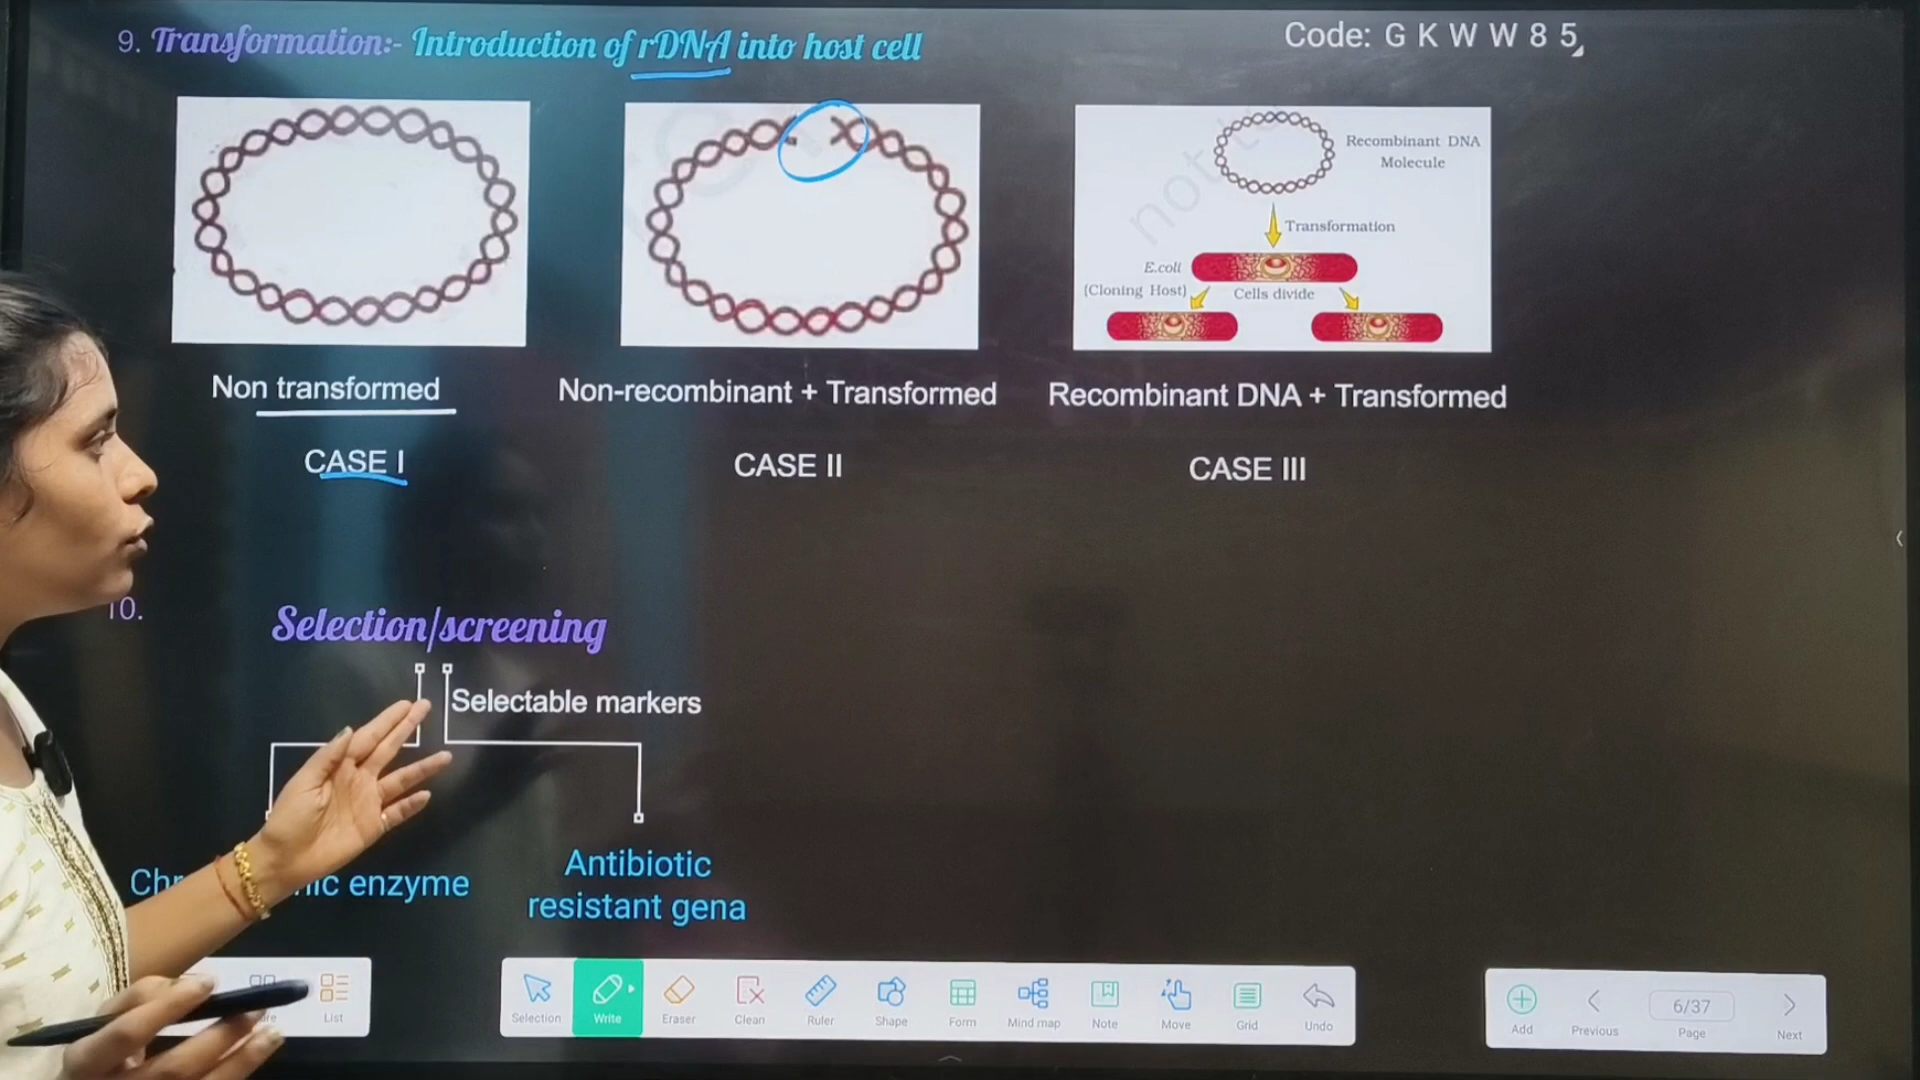 9. Transformation:- Introduction of rDNA into host cell
Code: G K W W 8 5
Recombinant DNA
Molecule
Transformation
E.coli
(Cloning Host)
Cells divide
Non transformed
Non-recombinant + Transformed
Recombinant DNA + Transformed
CASE I
CASE II
CASE III
10.
Selection/screening
Selectable markers
enzyme
Antibiotic
resistant gena
List
Selection
Write
Eraser
Clean
Ruler
Shape
Form
Mind map
Note
Move
Grid
Undo
Add
Previous
6/37
Page
Next